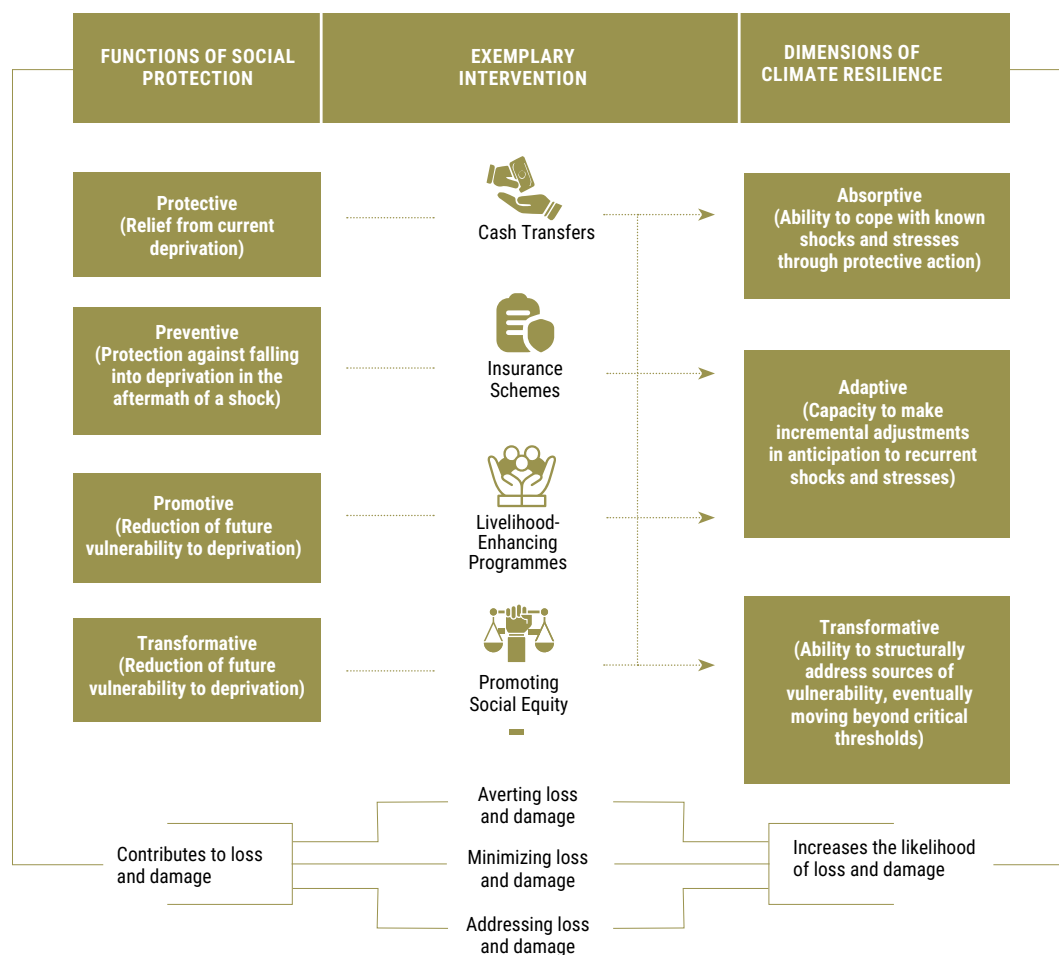 FUNCTIONS OF SOCIAL
PROTECTION
EXEMPLARY
INTERVENTION
DIMENSIONS OF
CLIMATE RESILIENCE
Protective
(Relief from current
deprivation)
Cash Transfers
Absorptive
(Ability to cope with known
shocks and stresses
through protective action)
Preventive
(Protection against falling
into deprivation in the
aftermath of a shock)
Insurance
Schemes
Adaptive
(Capacity to make
incremental adjustments
in anticipation to recurrent
shocks and stresses)
Promotive
(Reduction of future
vulnerability to deprivation)
Livelihood-
Enhancing
Programmes
Transformative
(Reduction of future
vulnerability to deprivation)
Promoting
Social Equity
Transformative
(Ability to structurally
address sources of
vulnerability, eventually
moving beyond critical
thresholds)
Contributes to loss
and damage
Averting loss
and damage
Minimizing loss
and damage
Addressing loss
and damage
Increases the likelihood
of loss and damage